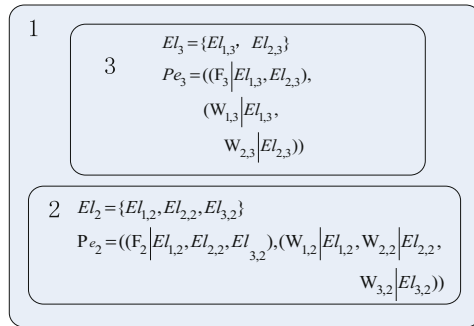 1
3
El₃={El₁,₃, El₂,₃}
Pe₃=((F₃|El₁,₃,El₂,₃),
(W₁,₃|El₁,₃,
W₂,₃|El₂,₃))
2
El₂={El₁,₂,El₂,₂,El₃,₂}
Pe₂=((F₂|El₁,₂,El₂,₂,El₃,₂),(W₁,₂|El₁,₂,W₂,₂|El₂,₂,
W₃,₂|El₃,₂))